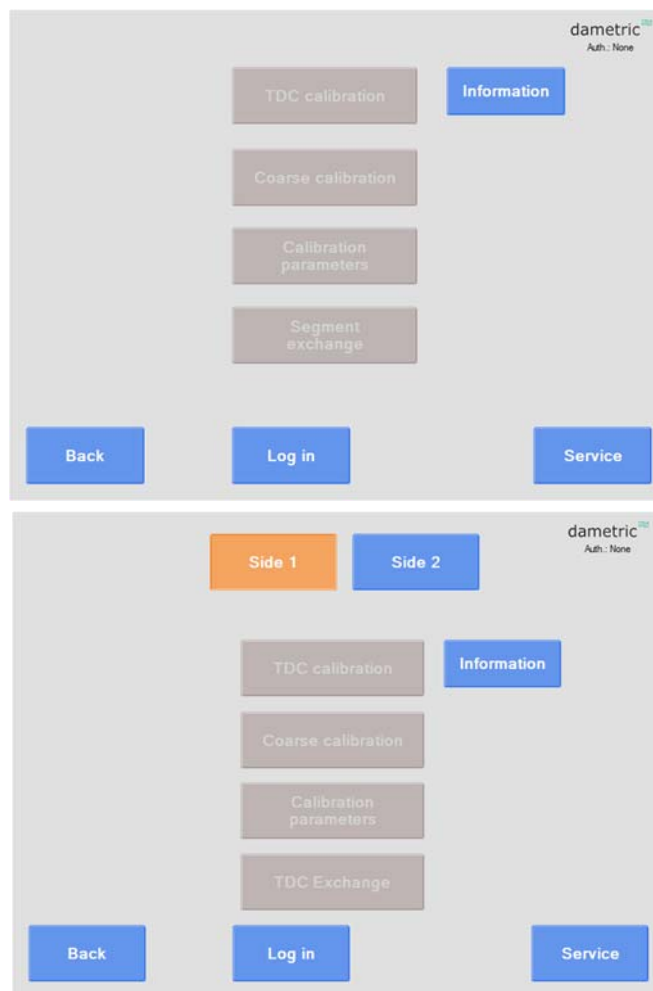 dametric
Auth.: None
TDC calibration
Information
Coarse calibration
Calibration
parameters
Segment
exchange
Back
Log in
Service
Side 1
Side 2
dametric
Auth.: None
TDC calibration
Information
Coarse calibration
Calibration
parameters
TDC Exchange
Back
Log in
Service